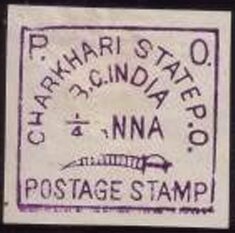 P. O.
CHARKHARI STATE P.O.
B.C. INDIA
1/4 NNA
POSTAGE STAMP